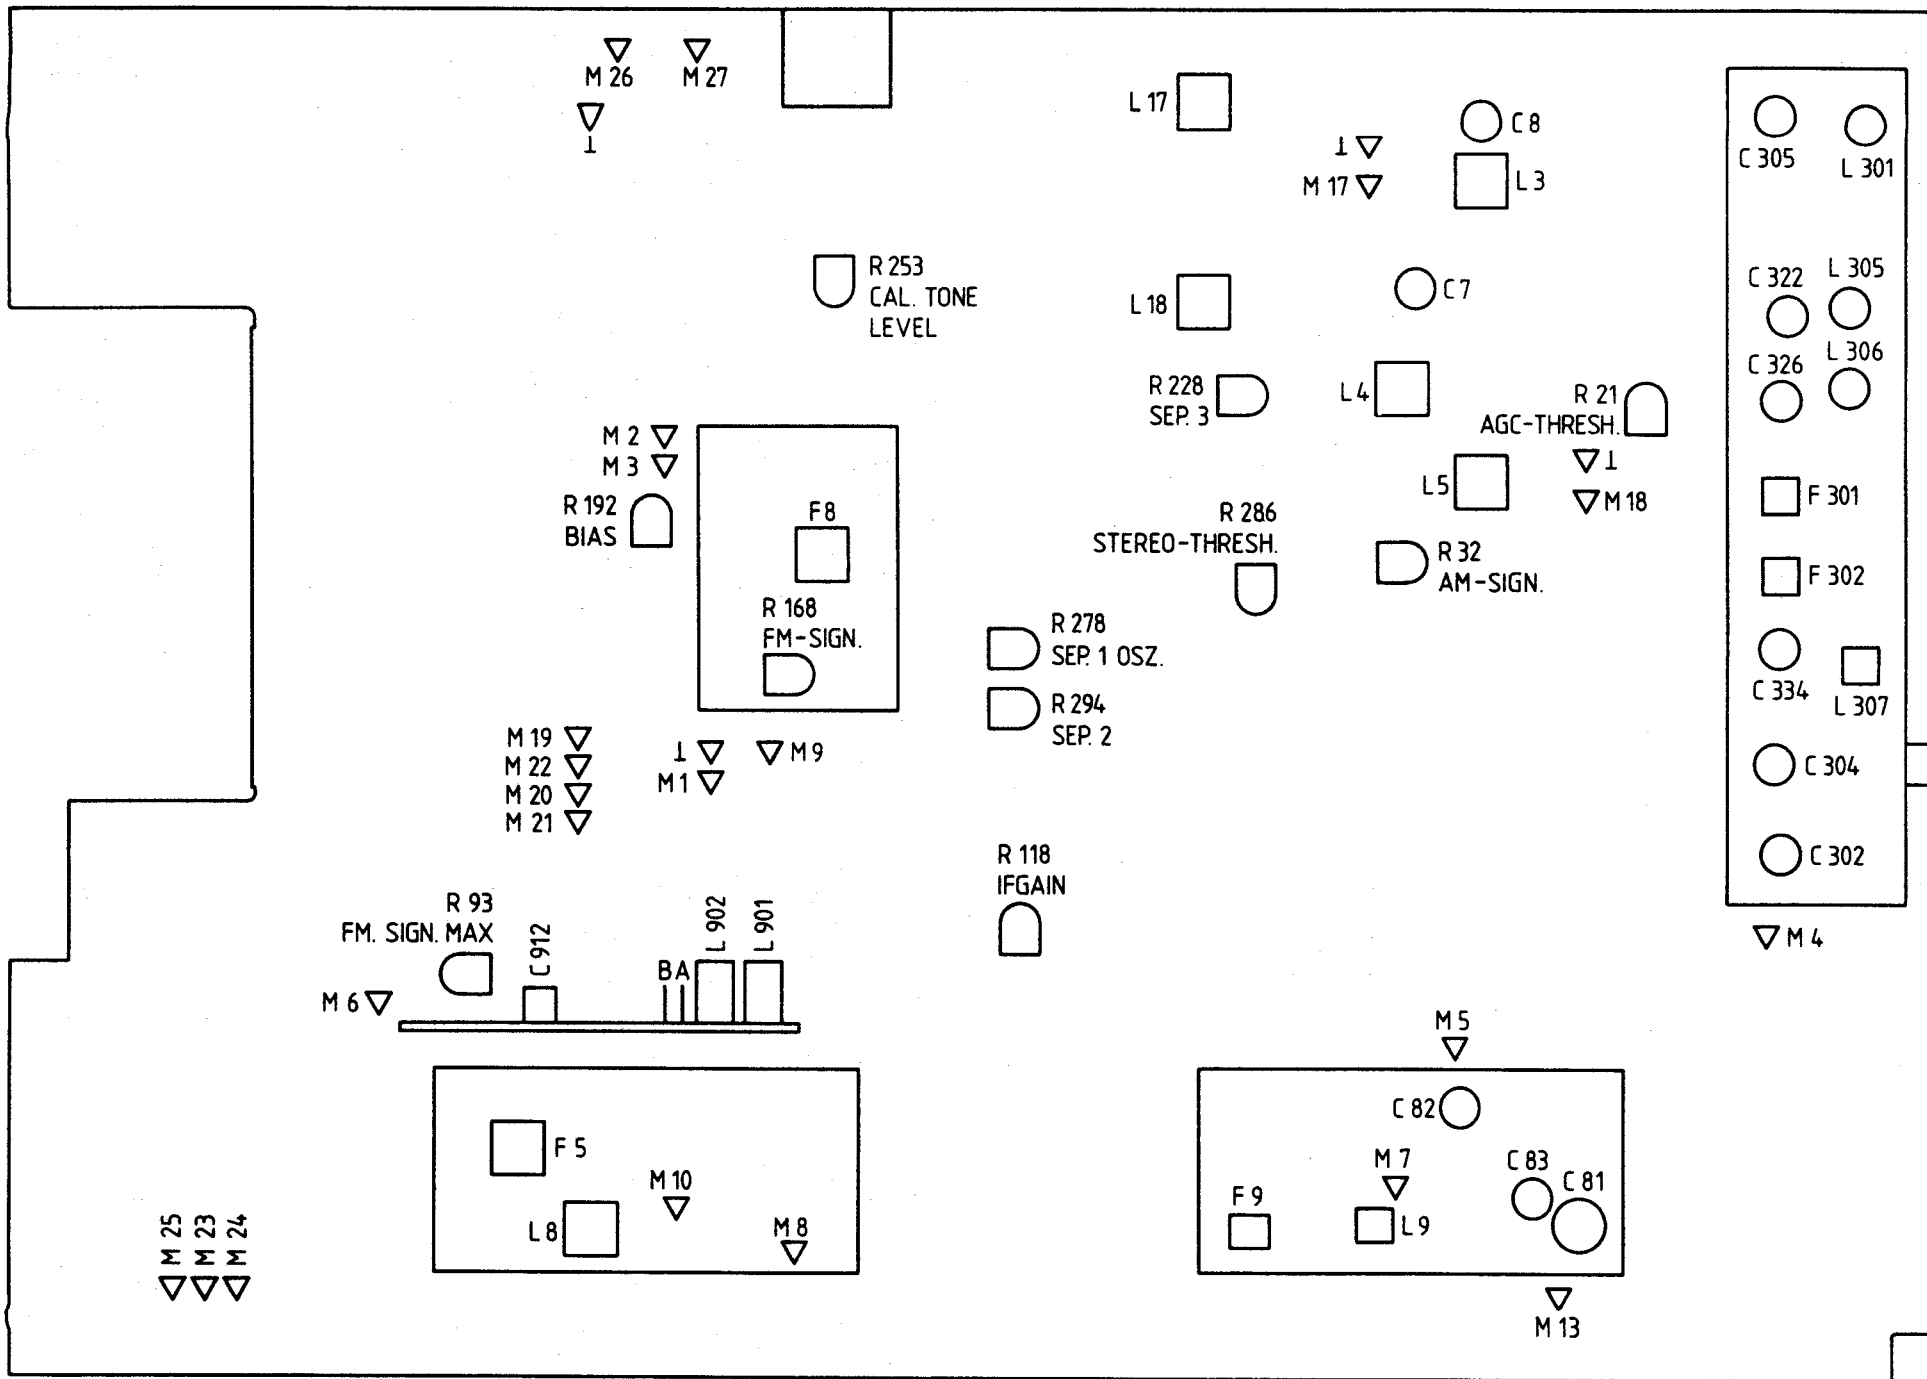 M 26
M 27
⊥
L 17
⊥
M 17
C 8
L 3
C 305
L 301
R 253
CAL. TONE
LEVEL
L 18
C 7
C 322
L 305
C 326
L 306
R 228
SEP. 3
L 4
R 21
AGC-THRESH.
⊥
M 18
M 2
M 3
R 192
BIAS
F 8
R 168
FM-SIGN.
L 5
R 286
STEREO-THRESH.
R 32
AM-SIGN.
F 301
F 302
R 278
SEP. 1 OSZ.
R 294
SEP. 2
C 334
L 307
M 19
M 22
M 20
M 21
⊥
M 1
M 9
C 304
C 302
R 118
IFGAIN
R 93
FM. SIGN. MAX
C 912
B A
L 902
L 901
M 6
M 4
M 5
C 82
F 5
M 10
L 8
M 8
M 7
C 83
C 81
F 9
L 9
M 25
M 23
M 24
M 13